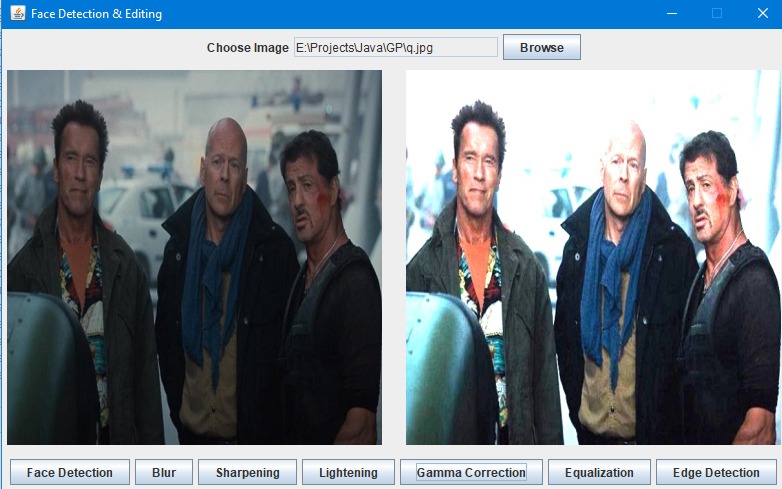 Face Detection & Editing
Choose Image E:\Projects\Java\GP\q.jpg Browse
Face Detection Blur Sharpening Lightening Gamma Correction Equalization Edge Detection